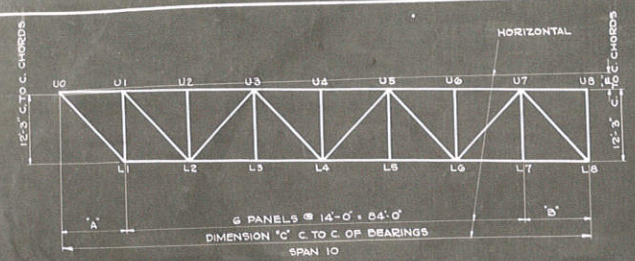 HORIZONTAL
12'-3" C. TO C. CHORDS
U0 U1 U2 U3 U4 U5 U6 U7 U8
"E"
12'-3" C. TO C. CHORDS
L1 L2 L3 L4 L5 L6 L7 L8
"A"
6 PANELS @ 14'-0" = 84'-0"
"B"
DIMENSION "C" C. TO C. OF BEARINGS
SPAN 10